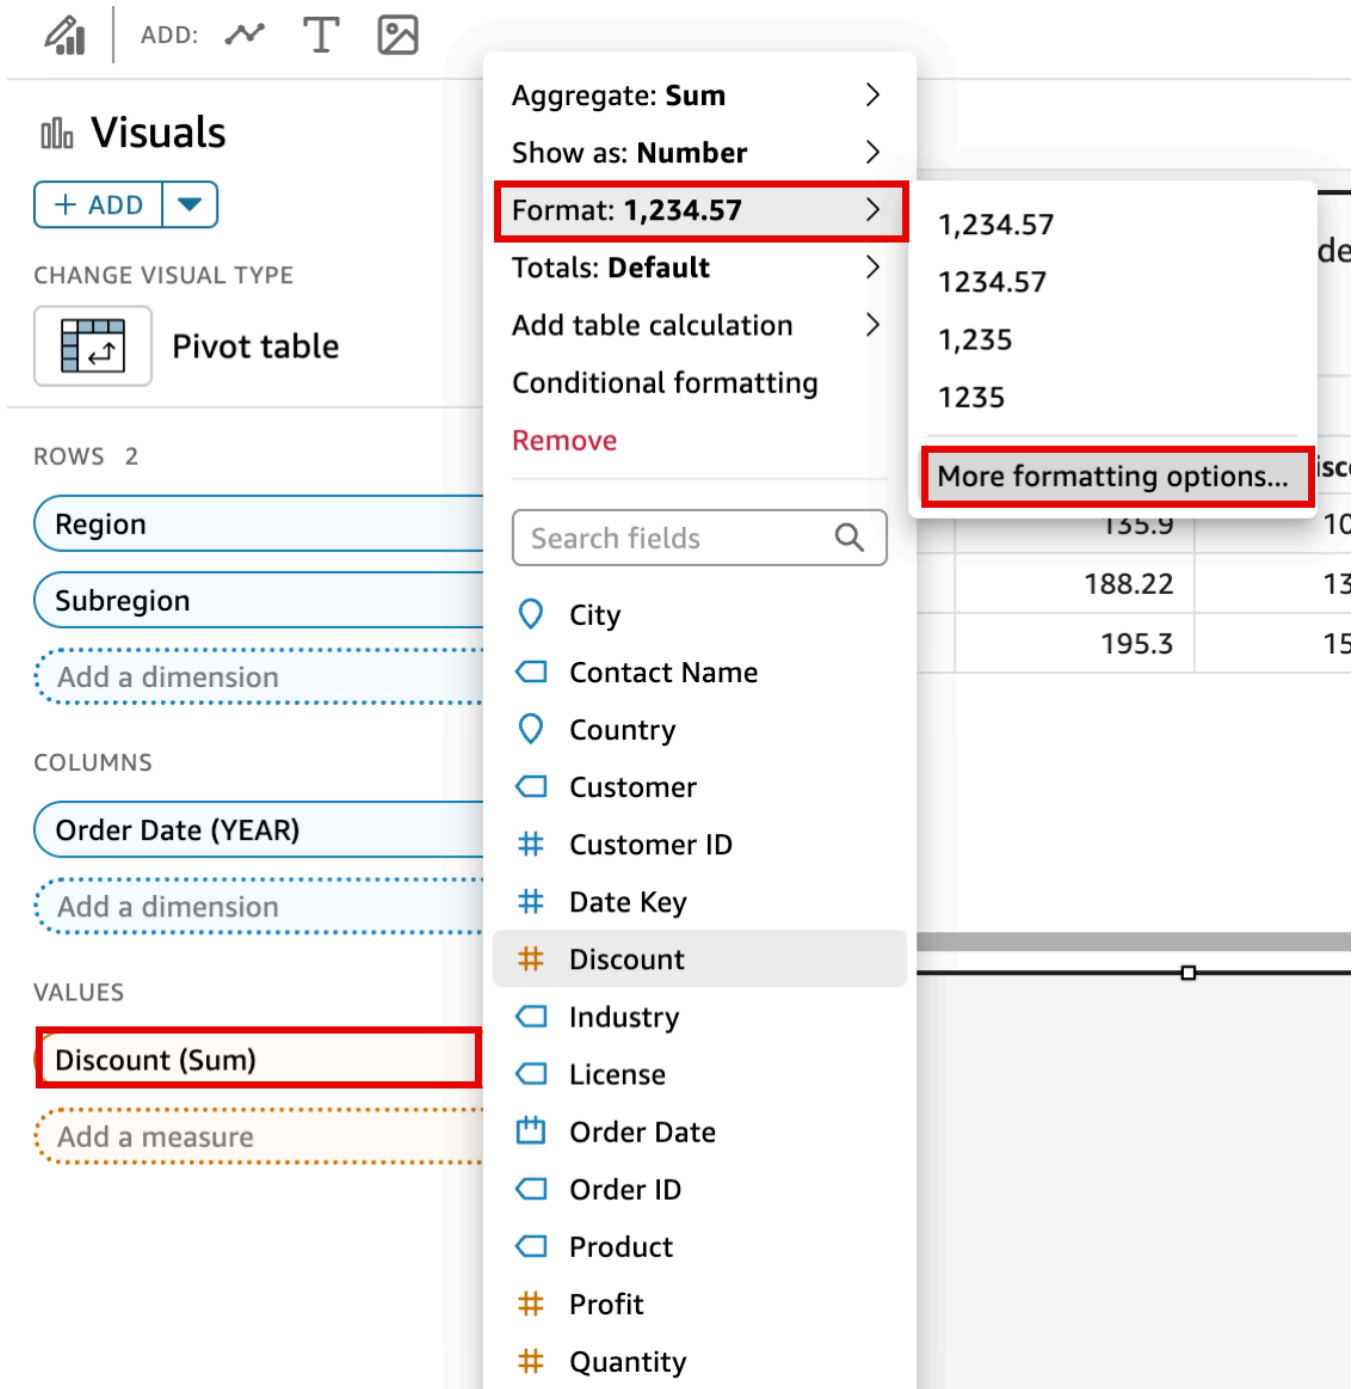 ADD:
Visuals
+ ADD
CHANGE VISUAL TYPE
Pivot table
ROWS 2
Region
Subregion
Add a dimension
COLUMNS
Order Date (YEAR)
Add a dimension
VALUES
Discount (Sum)
Add a measure
Aggregate: Sum
Show as: Number
Format: 1,234.57
Totals: Default
Add table calculation
Conditional formatting
Remove
Search fields
City
Contact Name
Country
Customer
Customer ID
Date Key
Discount
Industry
License
Order Date
Order ID
Product
Profit
Quantity
1,234.57
1234.57
1,235
1235
More formatting options...
135.9
188.22
195.3